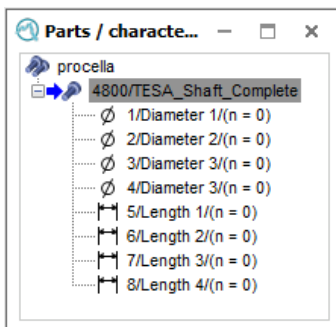 Parts / characte...
procella
4800/TESA_Shaft_Complete
1/Diameter 1/(n = 0)
2/Diameter 2/(n = 0)
3/Diameter 3/(n = 0)
4/Diameter 3/(n = 0)
5/Length 1/(n = 0)
6/Length 2/(n = 0)
7/Length 3/(n = 0)
8/Length 4/(n = 0)